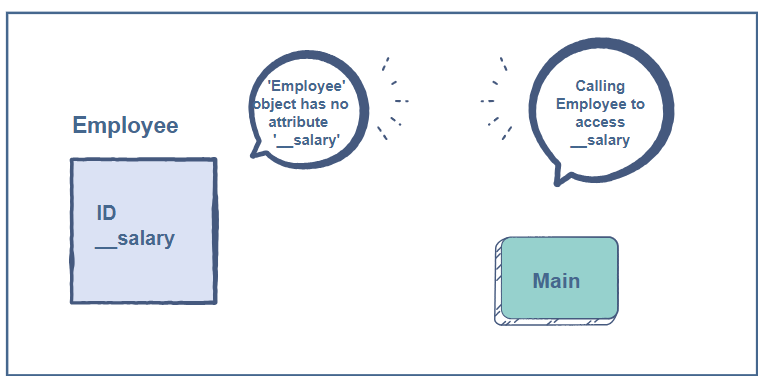 Employee
ID
__salary
'Employee'
object has no
attribute
'__salary'
Calling
Employee to
access
__salary
Main